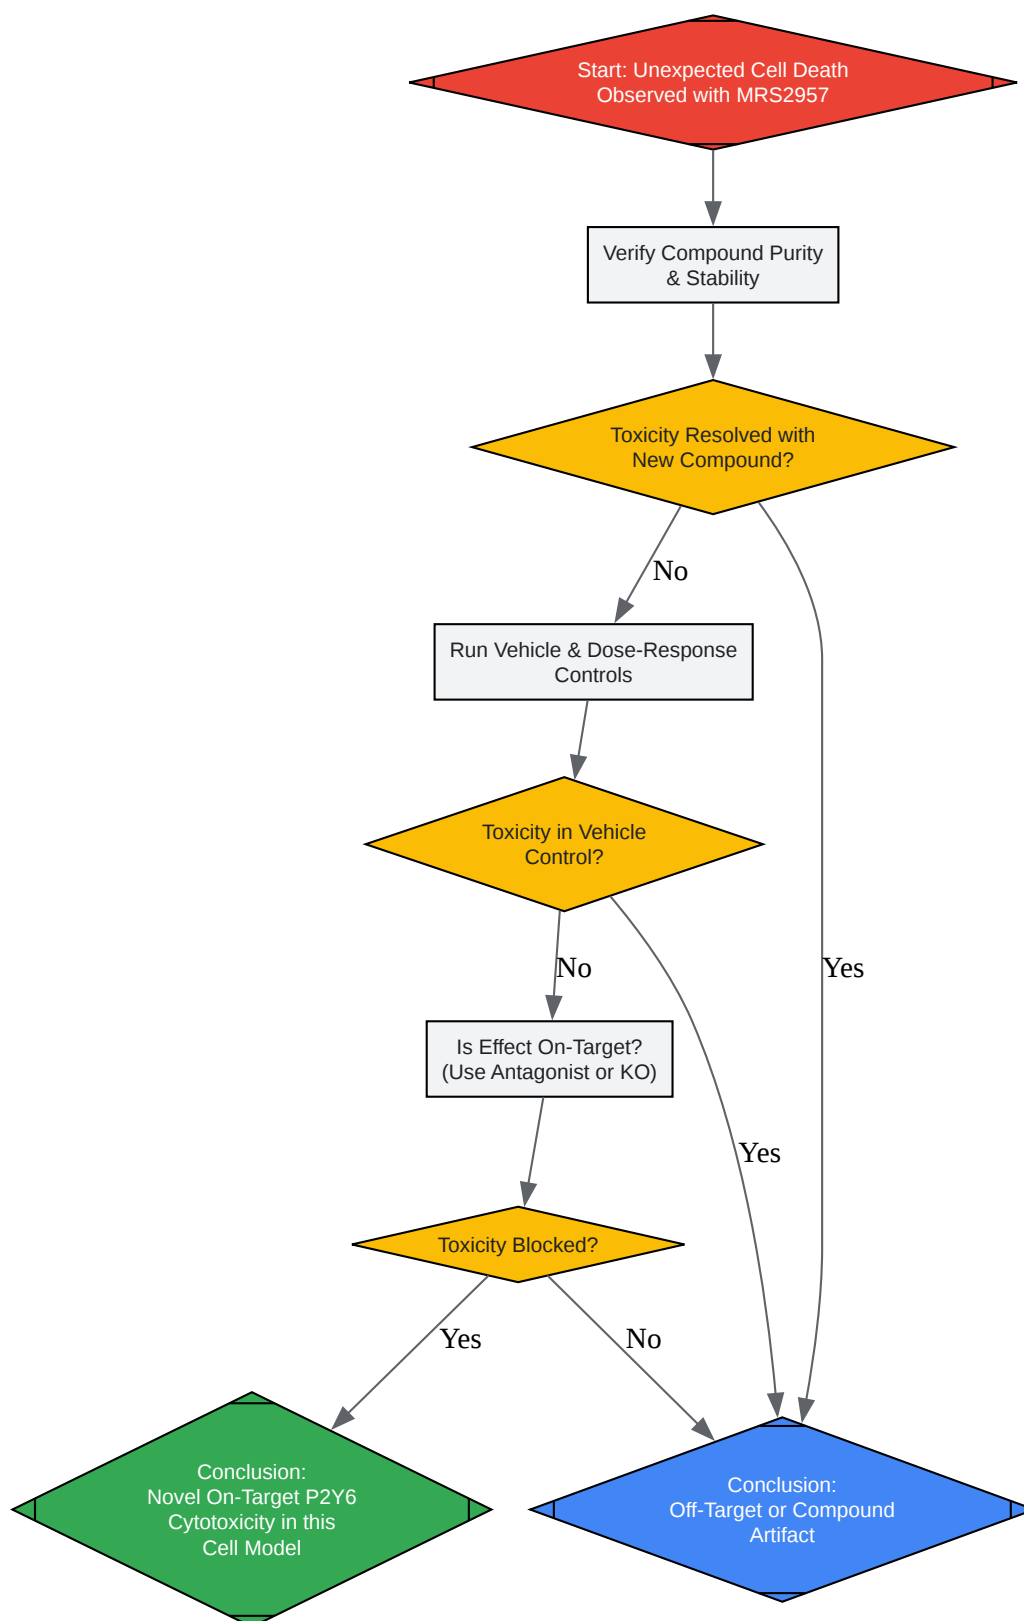 Start: Unexpected Cell Death
Observed with MRS2957
Verify Compound Purity
& Stability
Toxicity Resolved with
New Compound?
No
Run Vehicle & Dose-Response
Controls
Toxicity in Vehicle
Control?
No
Yes
Is Effect On-Target?
(Use Antagonist or KO)
Yes
Toxicity Blocked?
Yes
No
Conclusion:
Novel On-Target P2Y6
Cytotoxicity in this
Cell Model
Conclusion:
Off-Target or Compound
Artifact